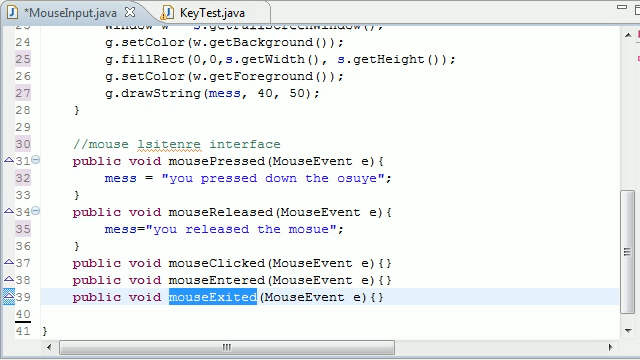 *MouseInput.java
KeyTest.java
g.setColor(w.getBackground());
24
25 g.fillRect(0,0,s.getWidth(), s.getHeight());
26 g.setColor(w.getForeground());
27 g.drawString(mess, 40, 50);
28 }
29
30 //mouse lsitenre interface
31 public void mousePressed(MouseEvent e){
32 mess = "you pressed down the osuye";
33 }
34 public void mouseReleased(MouseEvent e){
35 mess="you released the mosue";
36 }
37 public void mouseClicked(MouseEvent e){}
38 public void mouseEntered(MouseEvent e){}
39 public void mouseExited(MouseEvent e){}
40
41 }